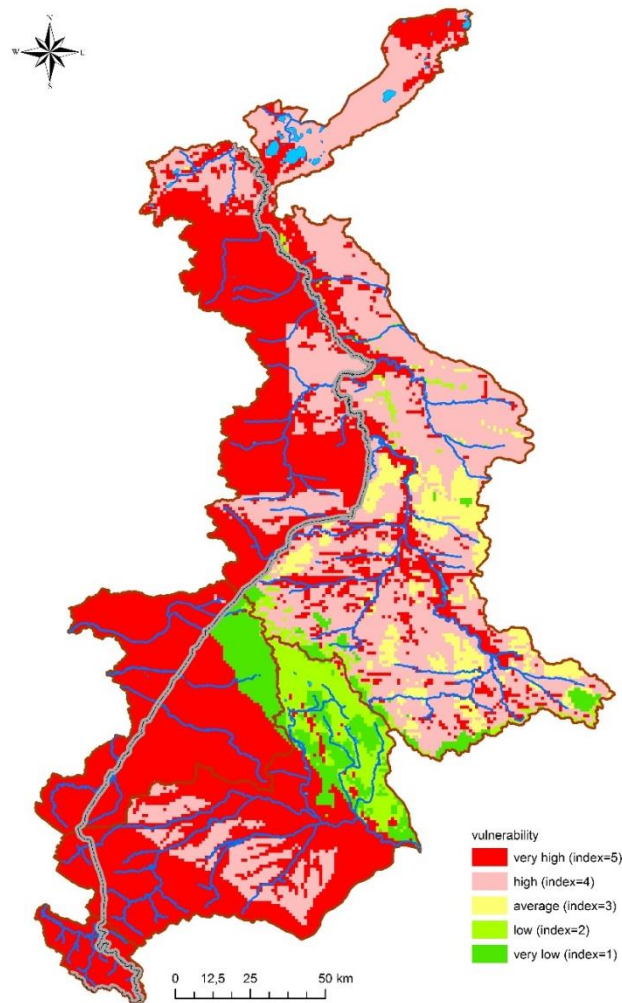 N
W E
S
vulnerability
very high (index=5)
high (index=4)
average (index=3)
low (index=2)
very low (index=1)
0 12,5 25 50 km